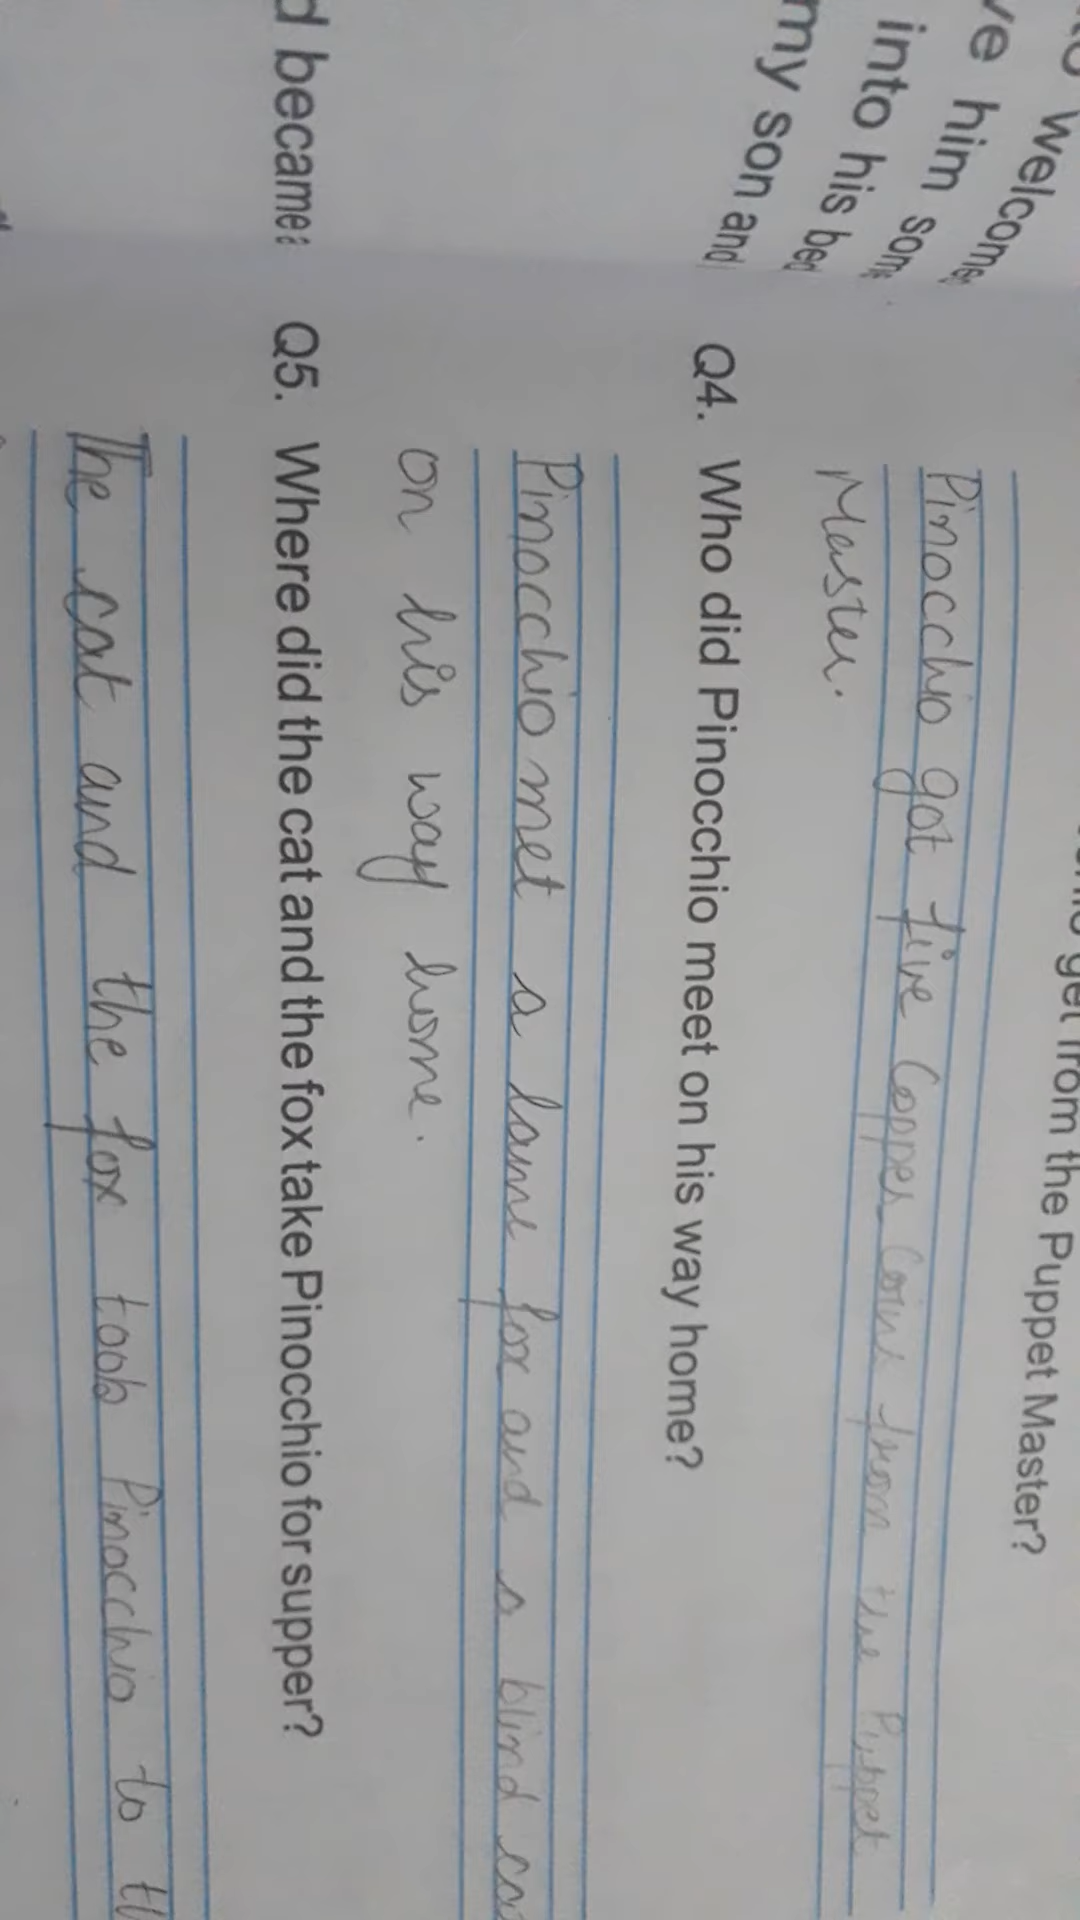 welcome
him
into his
my son and
became
get from the Puppet Master?
Pinocchio got five Copper Coins from the Puppet
Master.
Q4. Who did Pinocchio meet on his way home?
Pinocchio met a lame fox and a blind
on his way home.
Q5. Where did the cat and the fox take Pinocchio for supper?
The cat and the fox took Pinocchio to